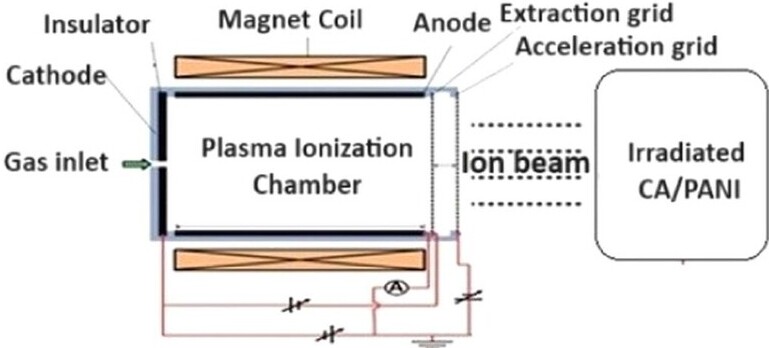 Insulator
Magnet Coil
Anode
Extraction grid
Acceleration grid
Cathode
Gas inlet
Plasma Ionization
Chamber
Ion beam
Irradiated
CA/PANI
A